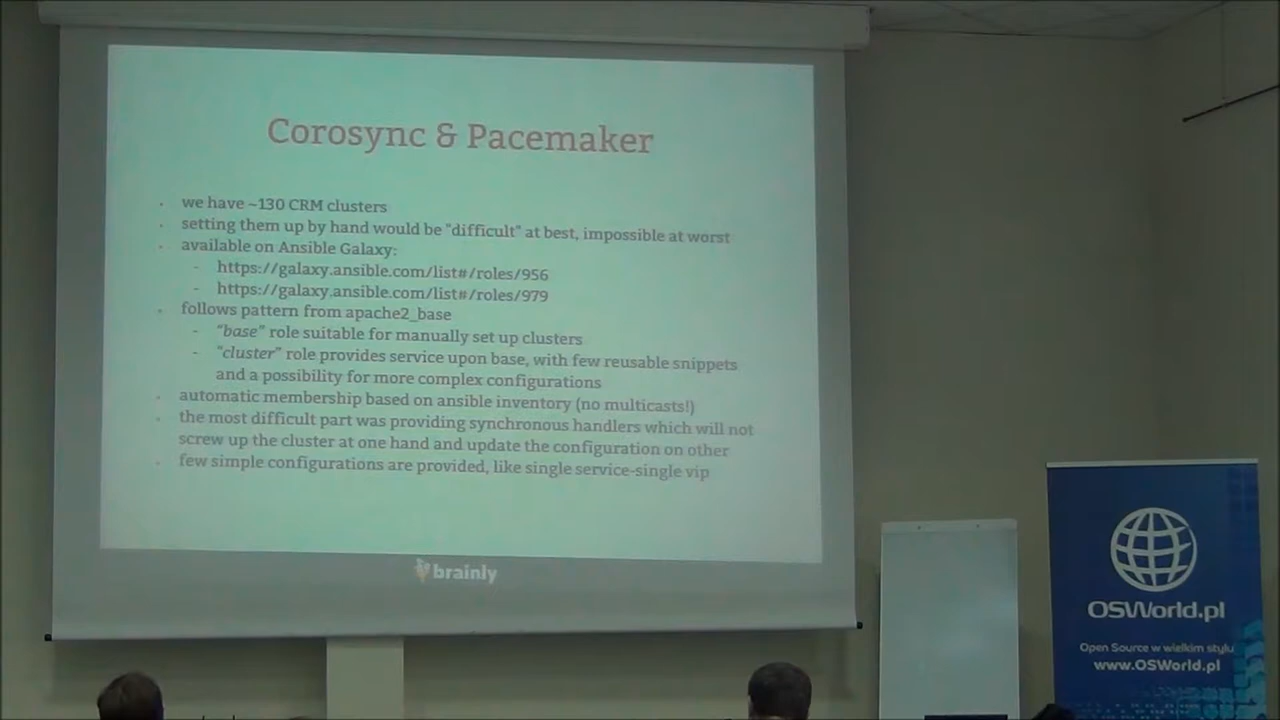 Corosync & Pacemaker
· we have ~130 CRM clusters
· setting them up by hand would be "difficult" at best, impossible at worst
· available on Ansible Galaxy:
- https://galaxy.ansible.com/list#/roles/956
- https://galaxy.ansible.com/list#/roles/979
· follows pattern from apache2_base
- "base" role suitable for manually set up clusters
- "cluster" role provides service upon base, with few reusable snippets
and a possibility for more complex configurations
· automatic membership based on ansible inventory (no multicasts!)
· the most difficult part was providing synchronous handlers which will not
screw up the cluster at one hand and update the configuration on other
· few simple configurations are provided, like single service-single vip
brainly
OSWorld.pl
Open Source w wielkim stylu
www.OSWorld.pl